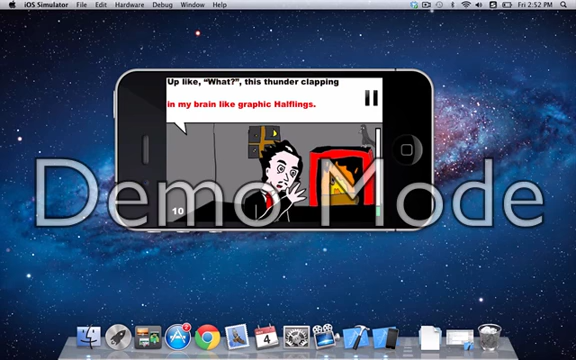 iOS Simulator File Edit Hardware Debug Window Help Fri 2:52 PM
Up like, “What?”, this thunder clapping
in my brain like graphic Halflings.
Demo Mode
10
4